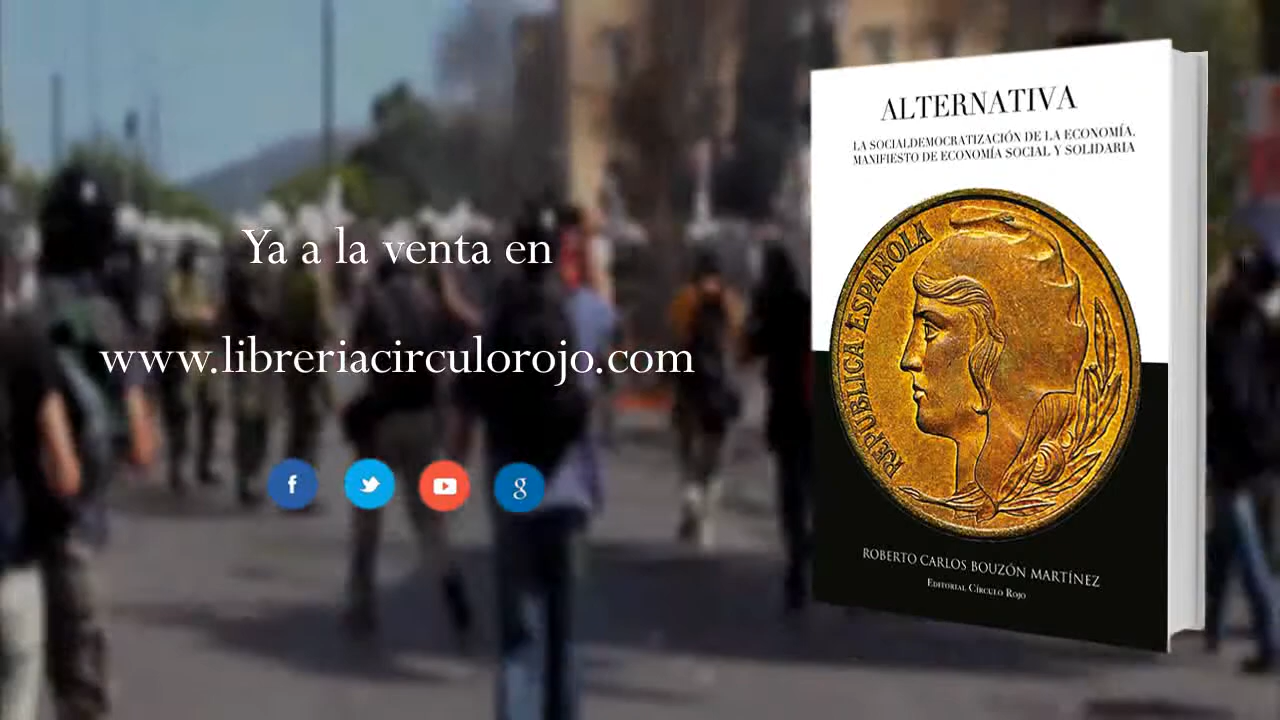 Ya a la venta en
www.libreriacirculorojo.com
f
g
ALTERNATIVA
LA SOCIALDEMOCRATIZACIÓN DE LA ECONOMÍA.
MANIFIESTO DE ECONOMÍA SOCIAL Y SOLIDARIA
REPUBLICA ESPAÑOLA
ROBERTO CARLOS BOUZÓN MARTÍNEZ
EDITORIAL CÍRCULO ROJO